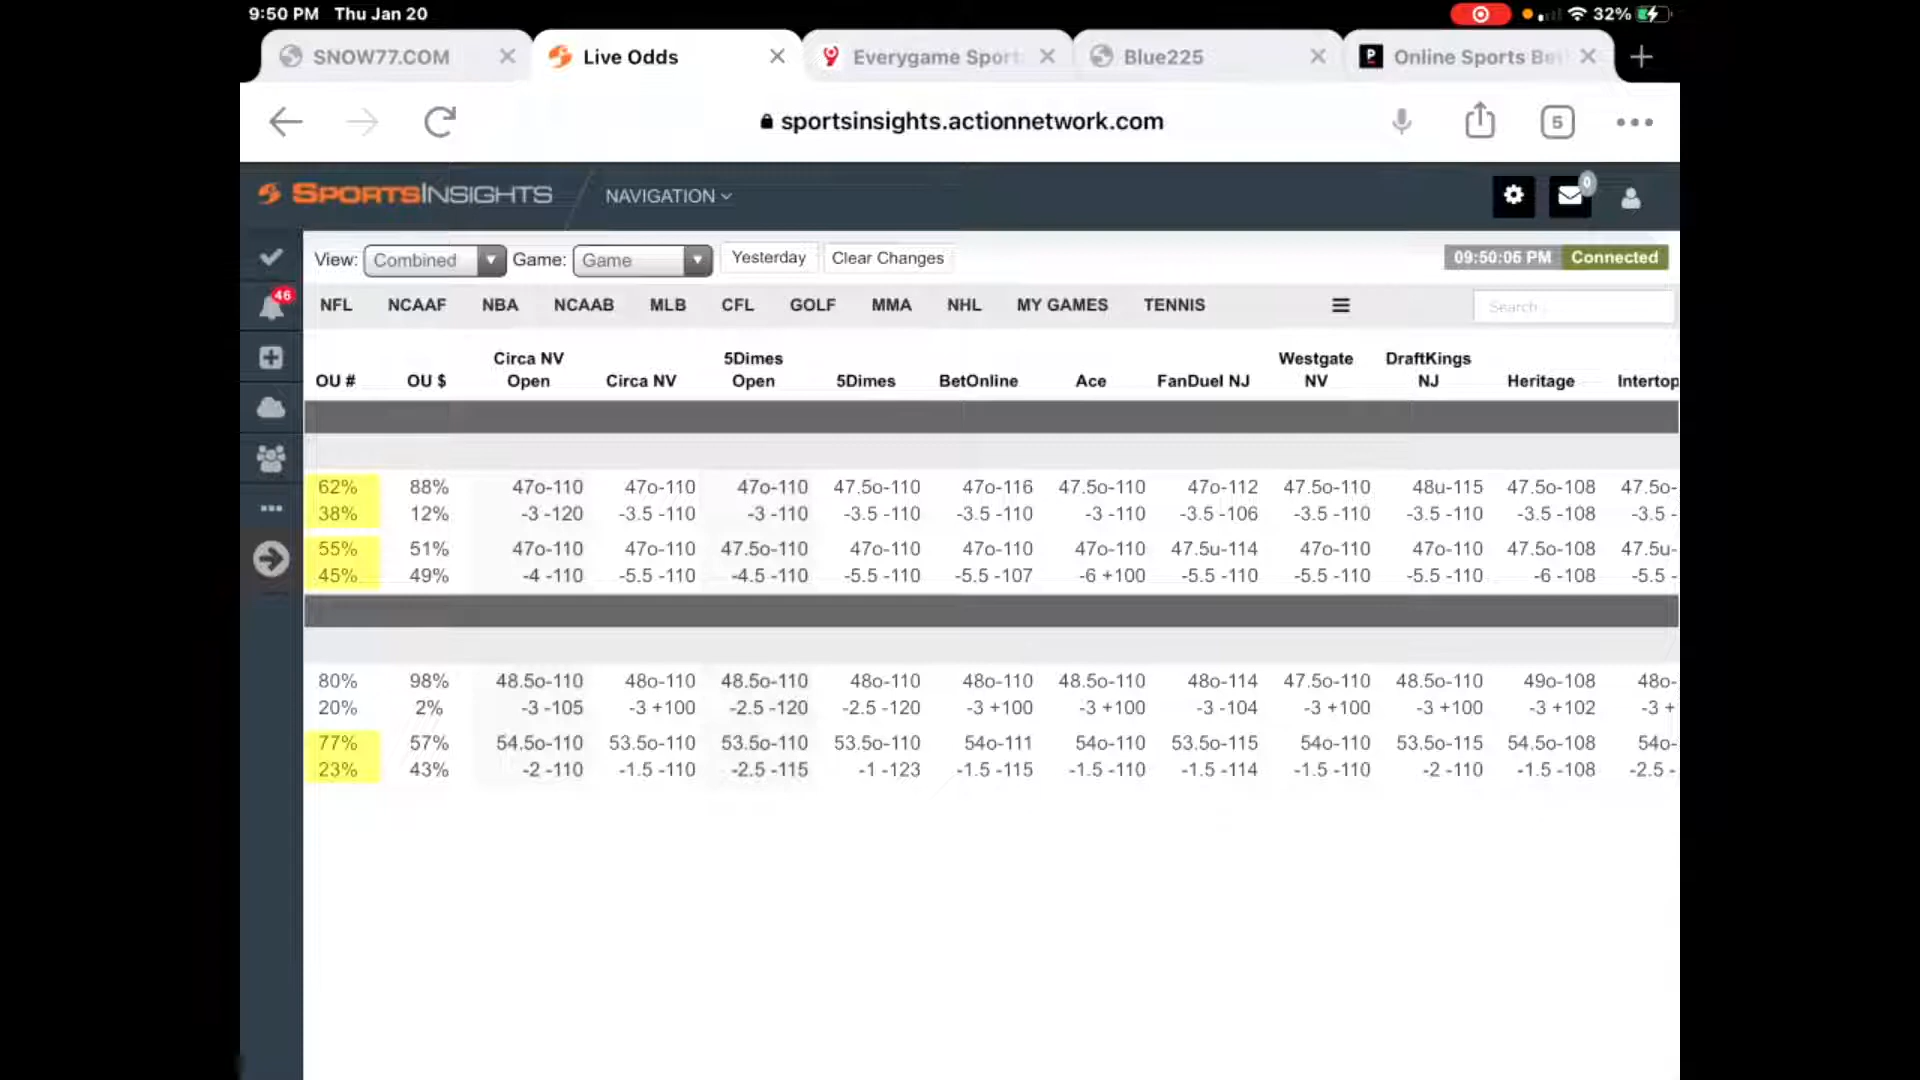 9:50 PM Thu Jan 20 32%
SNOW77.COM Live Odds Everygame Sport Blue225 Online Sports Bet
sportsinsights.actionnetwork.com 5
SPORTSINSIGHTS NAVIGATION 0
View: Combined Game: Game Yesterday Clear Changes 09:50:06 PM Connected
46
NFL NCAAF NBA NCAAB MLB CFL GOLF MMA NHL MY GAMES TENNIS Search
Circa NV 5Dimes Westgate DraftKings
OU # OU $ Open Circa NV Open 5Dimes BetOnline Ace FanDuel NJ NV NJ Heritage Intertop
62% 88% 47o-110 47o-110 47o-110 47.5o-110 47o-116 47.5o-110 47o-112 47.5o-110 48u-115 47.5o-108 47.5o-
38% 12% -3 -120 -3.5 -110 -3 -110 -3.5 -110 -3.5 -110 -3 -110 -3.5 -106 -3.5 -110 -3.5 -110 -3.5 -108 -3.5 -
55% 51% 47o-110 47o-110 47.5o-110 47o-110 47o-110 47o-110 47.5u-114 47o-110 47o-110 47.5o-108 47.5u-
45% 49% -4 -110 -5.5 -110 -4.5 -110 -5.5 -110 -5.5 -107 -6 +100 -5.5 -110 -5.5 -110 -5.5 -110 -6 -108 -5.5 -
80% 98% 48.5o-110 48o-110 48.5o-110 48o-110 48o-110 48.5o-110 48o-114 47.5o-110 48.5o-110 49o-108 48o-
20% 2% -3 -105 -3 +100 -2.5 -120 -2.5 -120 -3 +100 -3 +100 -3 -104 -3 +100 -3 +100 -3 +102 -3 +
77% 57% 54.5o-110 53.5o-110 53.5o-110 53.5o-110 54o-111 54o-110 53.5o-115 54o-110 53.5o-115 54.5o-108 54o-
23% 43% -2 -110 -1.5 -110 -2.5 -115 -1 -123 -1.5 -115 -1.5 -110 -1.5 -114 -1.5 -110 -2 -110 -1.5 -108 -2.5 -